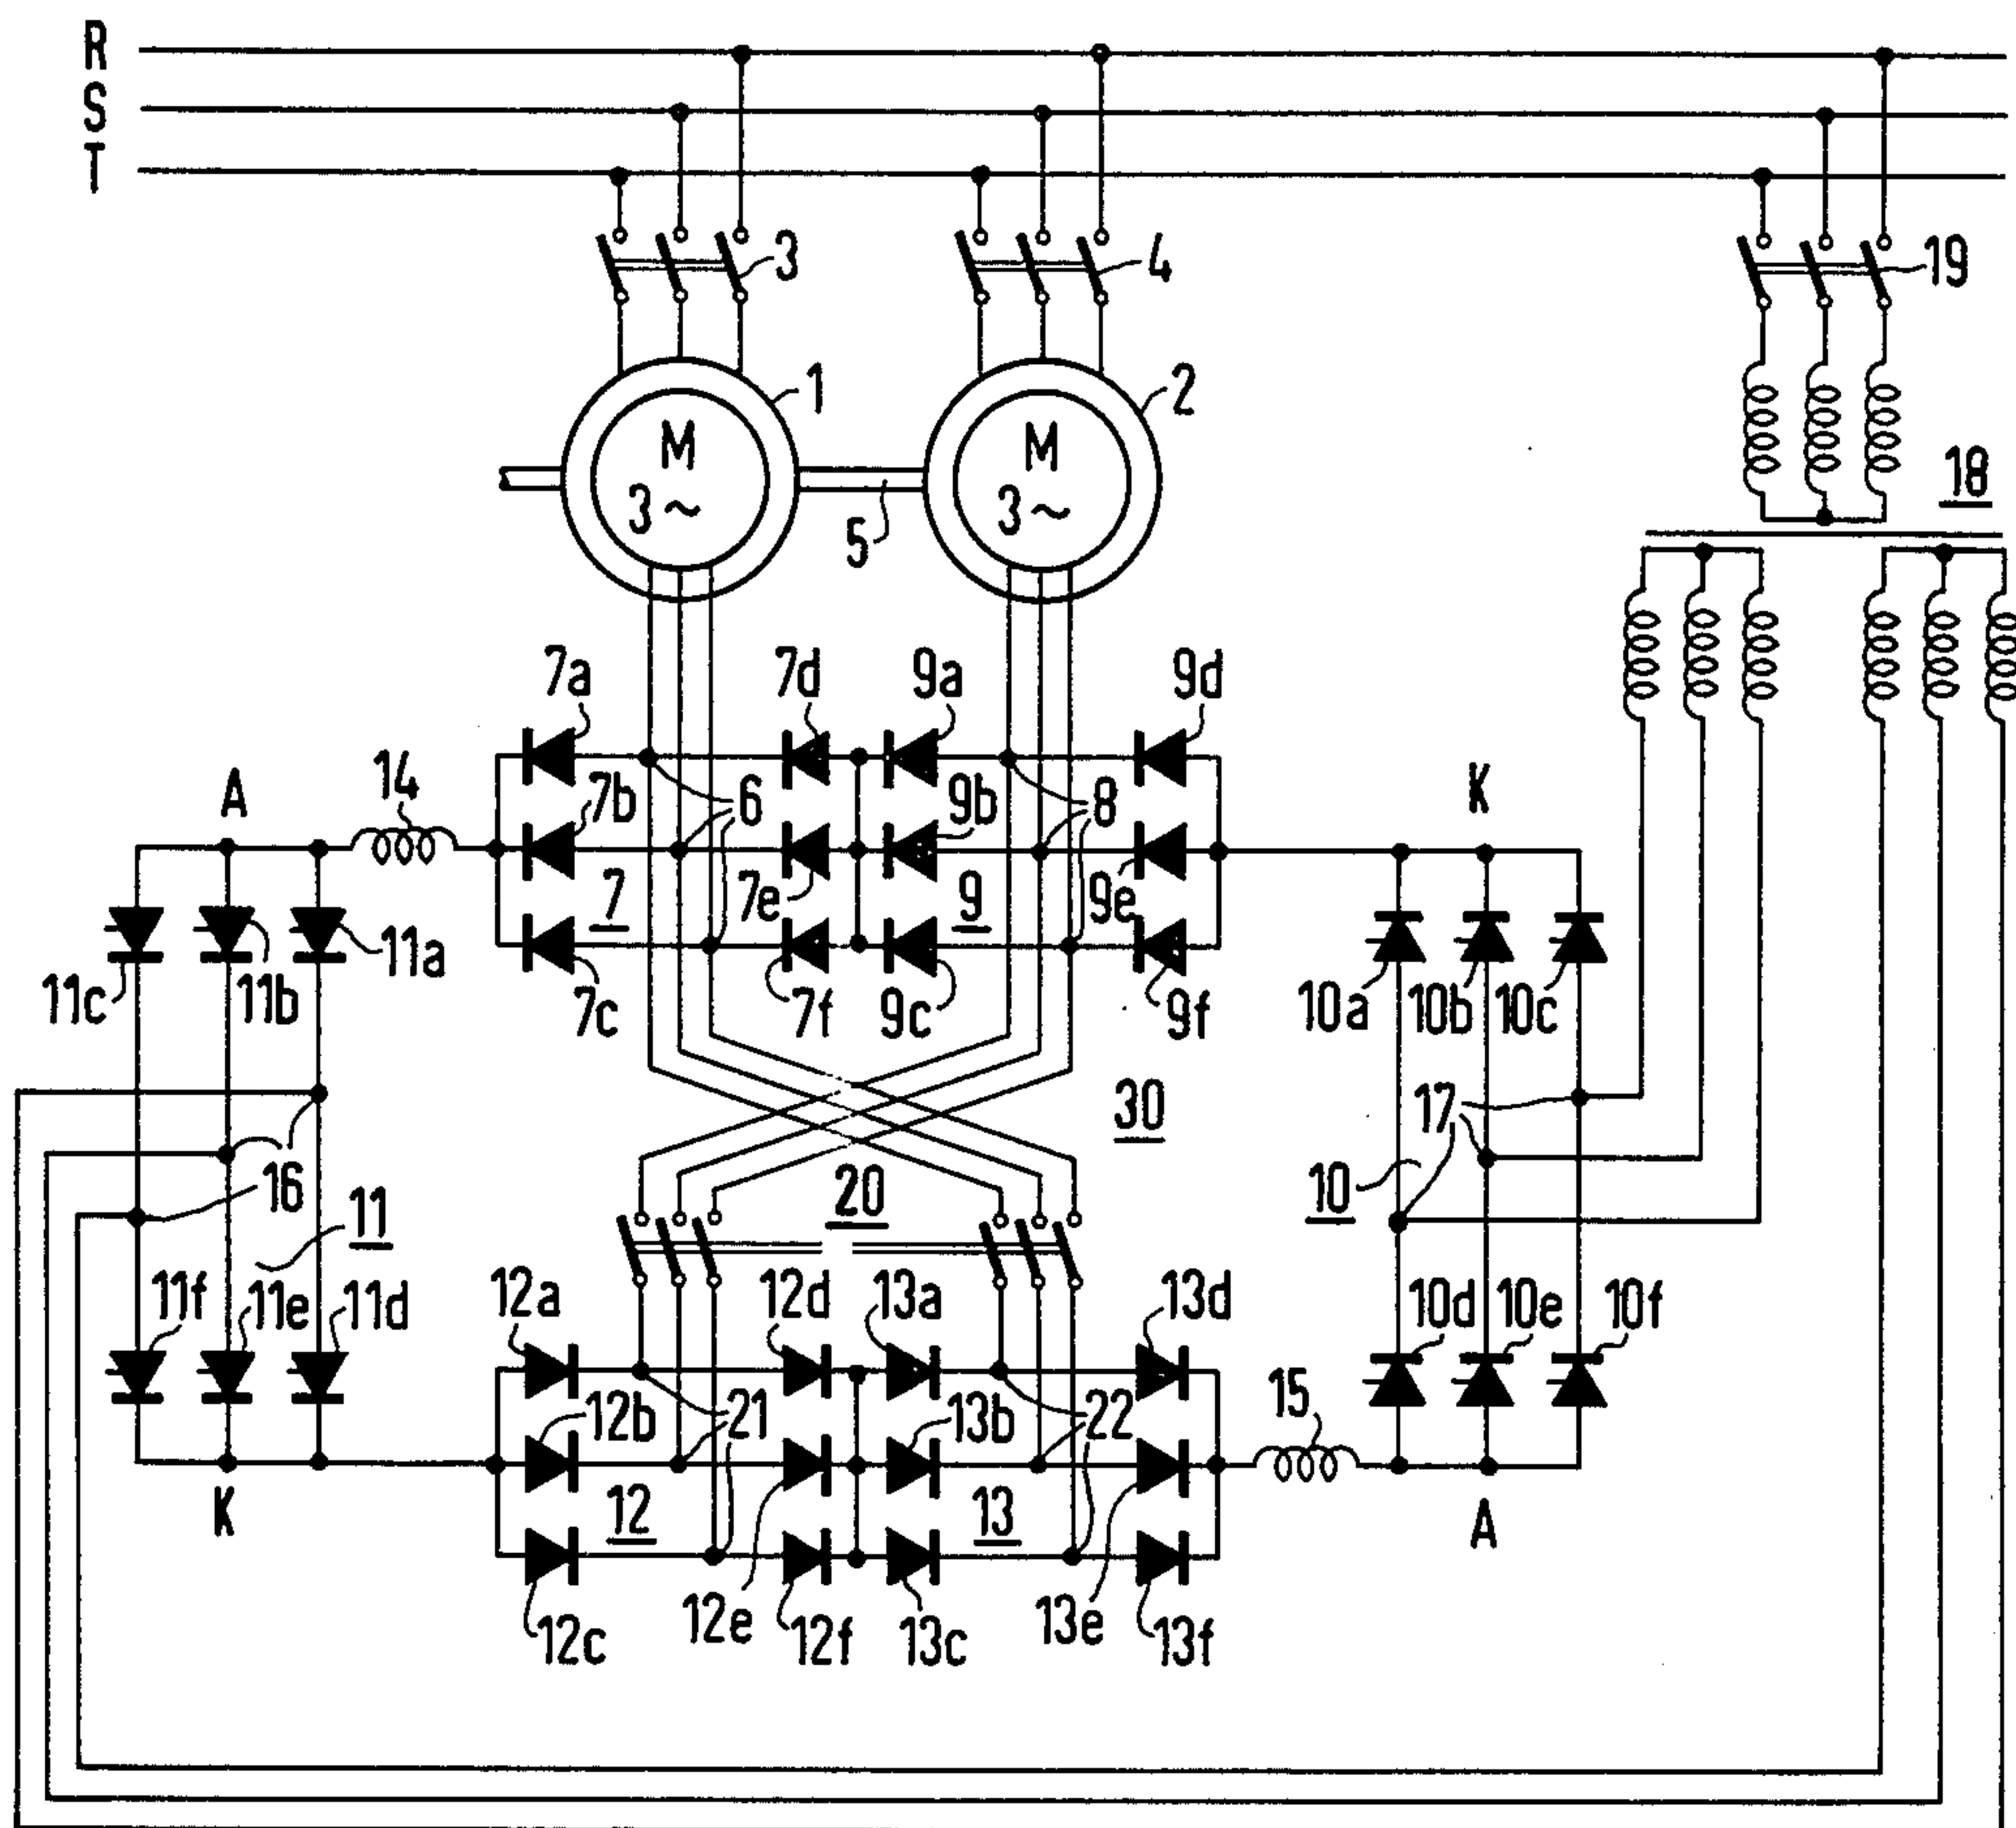 R
S
T
3
4
19
1
2
M
3 ~
M
3 ~
5
18
7a
7d
9a
9d
A
14
7b
6
9b
8
K
7
7e
9
9e
11c
11b
11a
7c
7f
9c
9f
10a
10b
10c
30
17
16
11
20
10
11f
11e
11d
12a
12d
13a
13d
10d
10e
10f
12b
21
13b
22
15
K
12
13
A
12c
12e
12f
13c
13e
13f